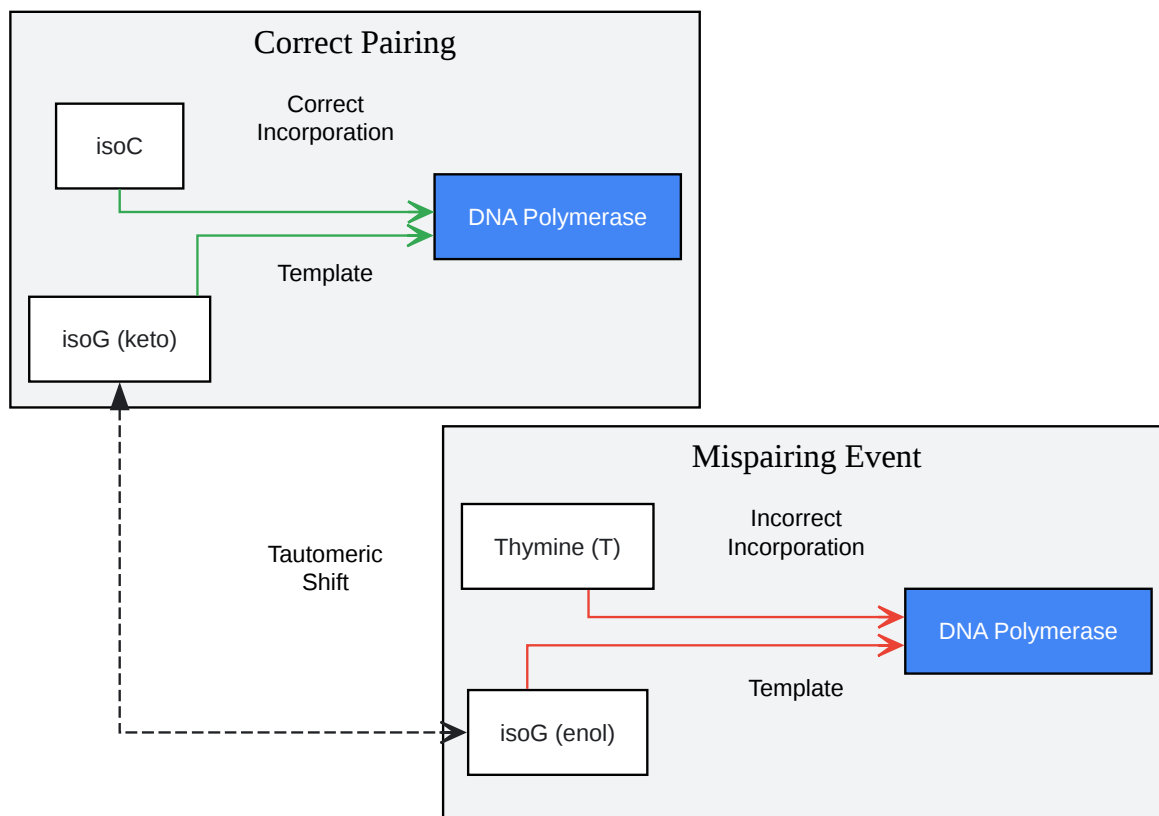 Correct Pairing
Correct
Incorporation
isoC
DNA Polymerase
Template
isoG (keto)
Mispairing Event
Incorrect
Incorporation
Thymine (T)
Tautomeric
Shift
DNA Polymerase
Template
isoG (enol)